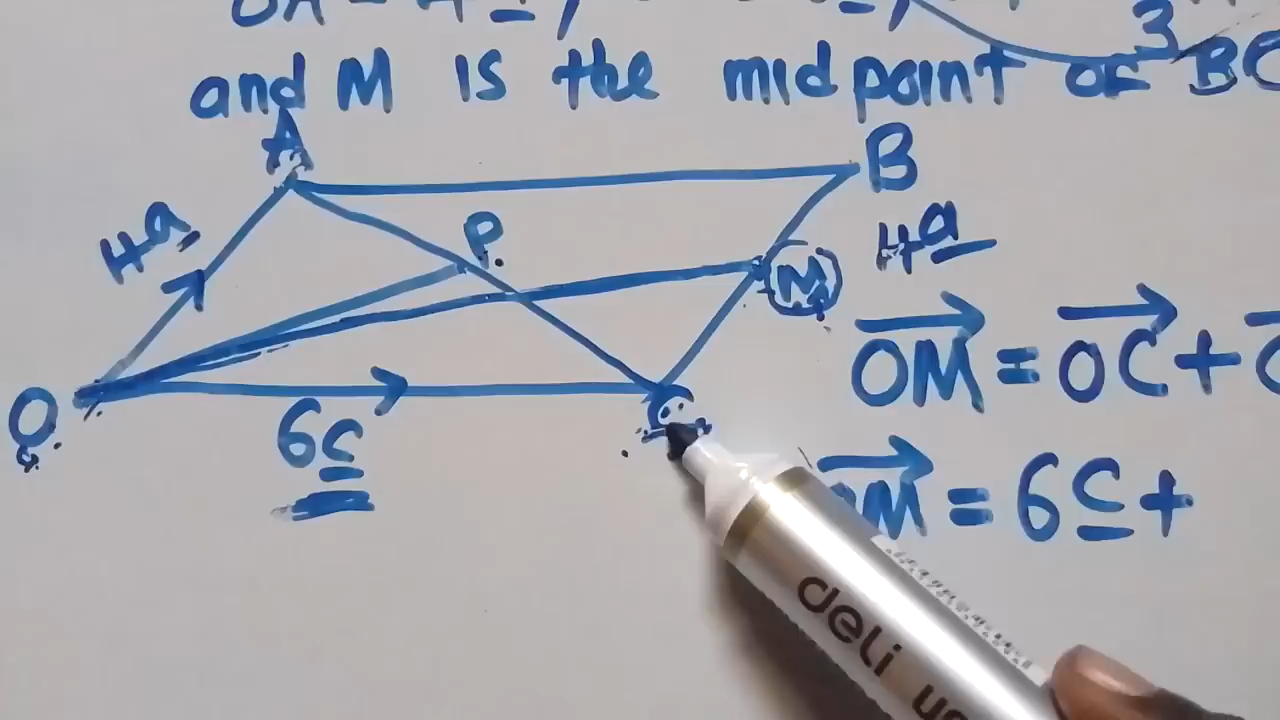 and M is the midpoint of BC
A
B
P
4a
4a
M
OM = OC +
O
C
6c
OM = 6c +
deli